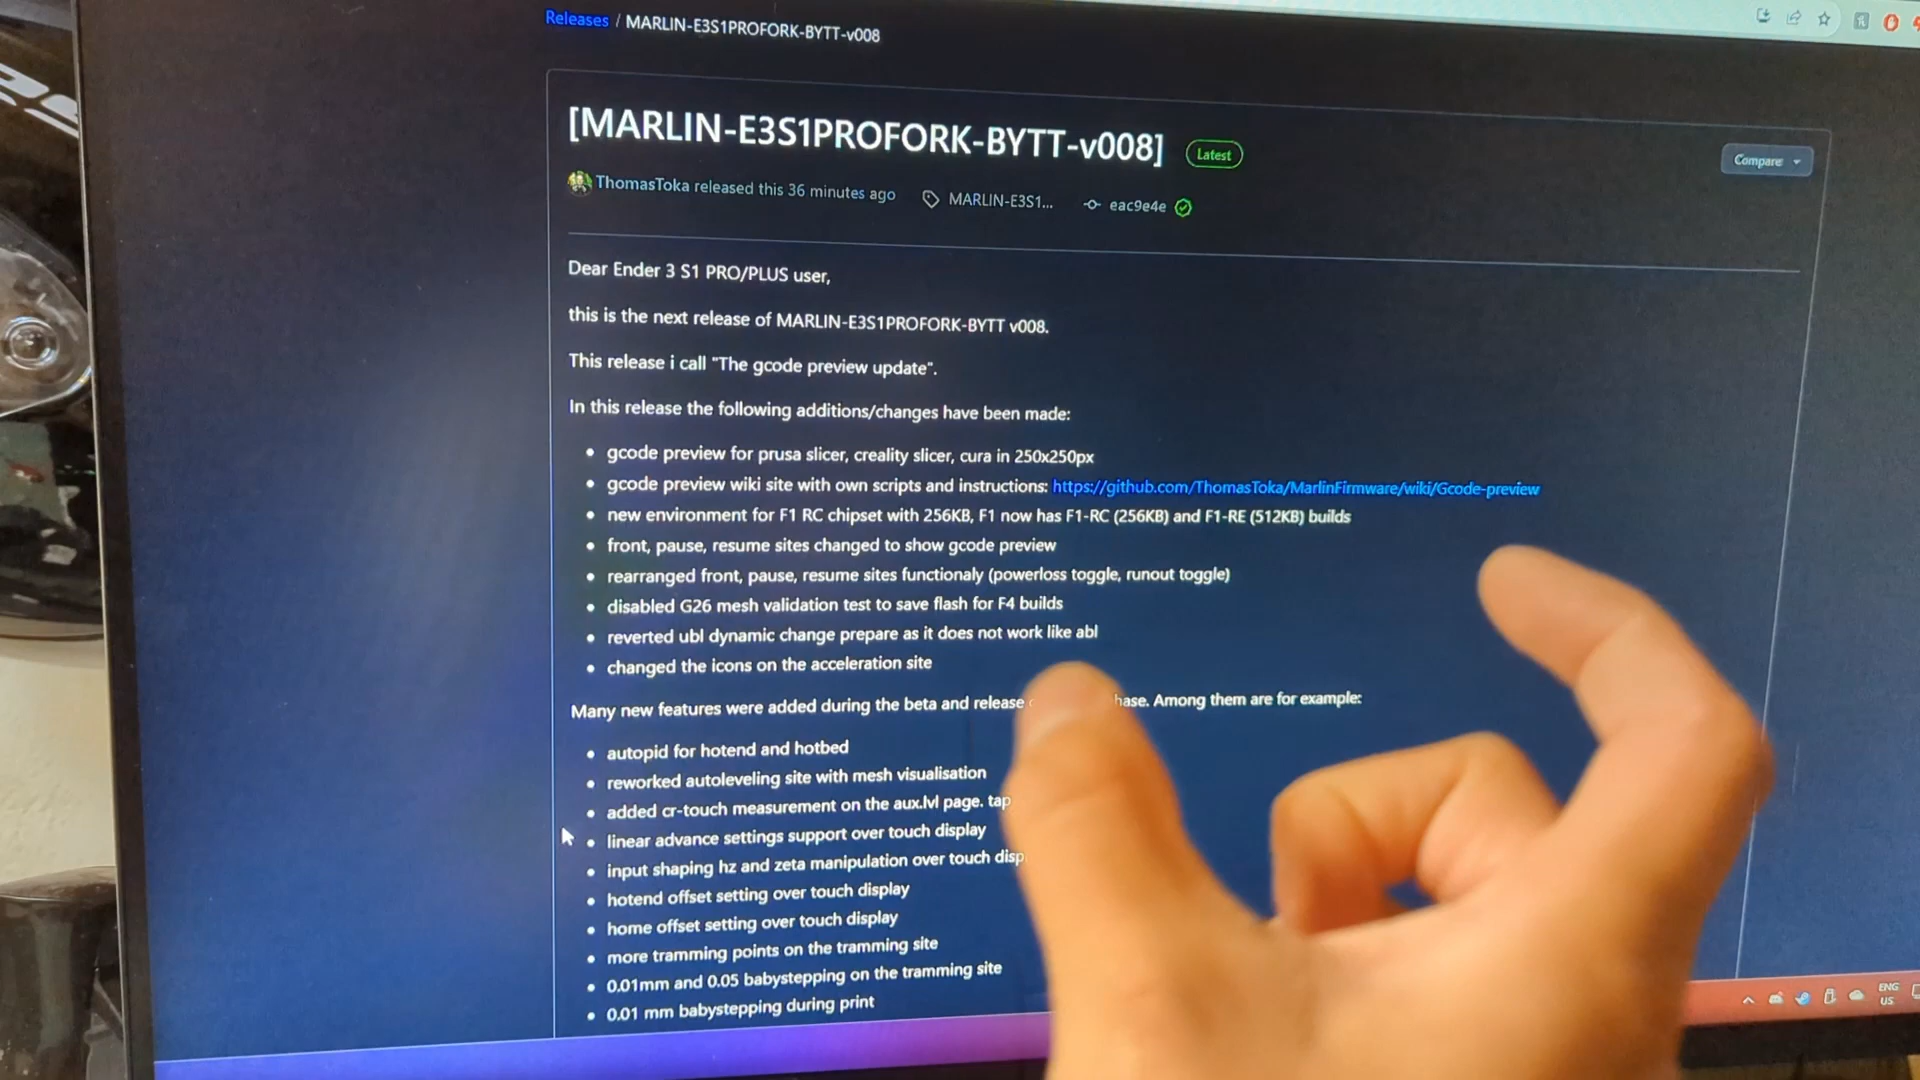 Releases / MARLIN-E3S1PROFORK-BYTT-v008
[MARLIN-E3S1PROFORK-BYTT-v008] Latest
Compare
ThomasToka released this 36 minutes ago MARLIN-E3S1... eac9e4e
Dear Ender 3 S1 PRO/PLUS user,
this is the next release of MARLIN-E3S1PROFORK-BYTT v008.
This release i call "The gcode preview update".
In this release the following additions/changes have been made:
• gcode preview for prusa slicer, creality slicer, cura in 250x250px
• gcode preview wiki site with own scripts and instructions: https://github.com/ThomasToka/MarlinFirmware/wiki/Gcode-preview
• new environment for F1 RC chipset with 256KB, F1 now has F1-RC (256KB) and F1-RE (512KB) builds
• front, pause, resume sites changed to show gcode preview
• rearranged front, pause, resume sites functionaly (powerloss toggle, runout toggle)
• disabled G26 mesh validation test to save flash for F4 builds
• reverted ubl dynamic change prepare as it does not work like abl
• changed the icons on the acceleration site
Many new features were added during the beta and release . Among them are for example:
• autopid for hotend and hotbed
• reworked autoleveling site with mesh visualisation
• added cr-touch measurement on the aux.lvl page. tap
• linear advance settings support over touch display
• input shaping hz and zeta manipulation over touch
• hotend offset setting over touch display
• home offset setting over touch display
• more tramming points on the tramming site
• 0.01mm and 0.05 babystepping on the tramming site
• 0.01 mm babystepping during print
ENG
US